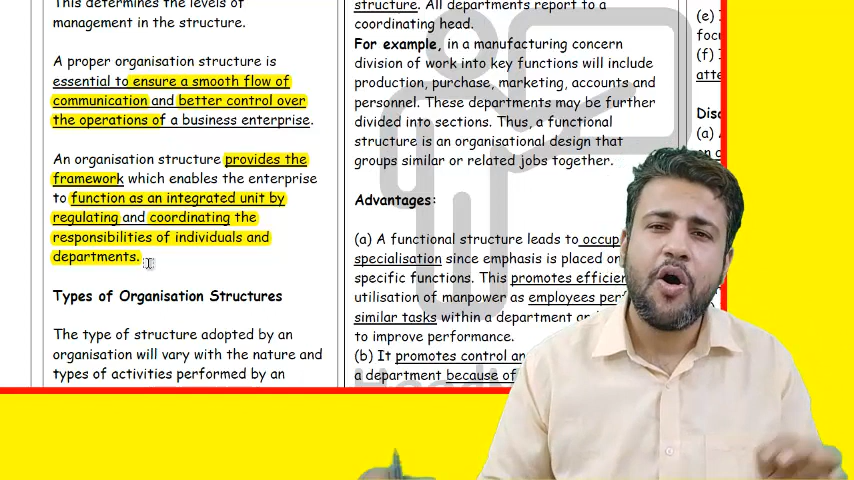 This determines the levels of
management in the structure.
A proper organisation structure is
essential to ensure a smooth flow of
communication and better control over
the operations of a business enterprise.
An organisation structure provides the
framework which enables the enterprise
to function as an integrated unit by
regulating and coordinating the
responsibilities of individuals and
departments.
Types of Organisation Structures
The type of structure adopted by an
organisation will vary with the nature and
types of activities performed by an
structure. All departments report to a
coordinating head.
For example, in a manufacturing concern
division of work into key functions will include
production, purchase, marketing, accounts and
personnel. These departments may be further
divided into sections. Thus, a functional
structure is an organisational design that
groups similar or related jobs together.
Advantages:
(a) A functional structure leads to occup
specialisation since emphasis is placed on
specific functions. This promotes efficien
utilisation of manpower as employees per
similar tasks within a department an
to improve performance.
(b) It promotes control an
a department because of
(e)
focu
(f) I
atte
Disa
(a)